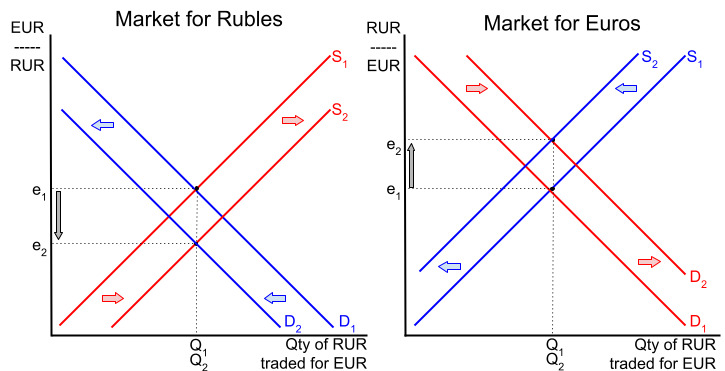 Market for Rubles
EUR
-----
RUR
S1
S2
e1
e2
D2
D1
Q1
Q2
Qty of RUR
traded for EUR
Market for Euros
RUR
-----
EUR
S2
S1
e2
e1
D2
D1
Q1
Q2
Qty of RUR
traded for EUR